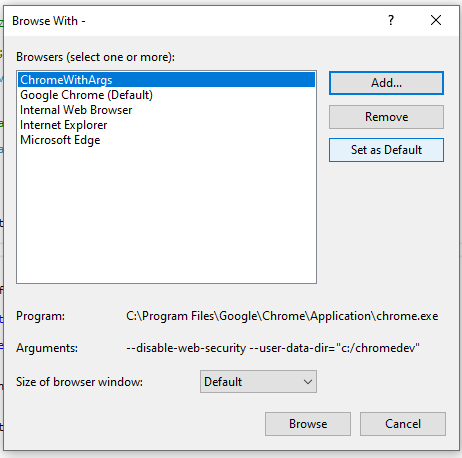 Browse With -
?
Browsers (select one or more):
ChromeWithArgs
Google Chrome (Default)
Internal Web Browser
Internet Explorer
Microsoft Edge
Add...
Remove
Set as Default
Program: C:\Program Files\Google\Chrome\Application\chrome.exe
Arguments: --disable-web-security --user-data-dir="c:/chromedev"
Size of browser window: Default
Browse
Cancel